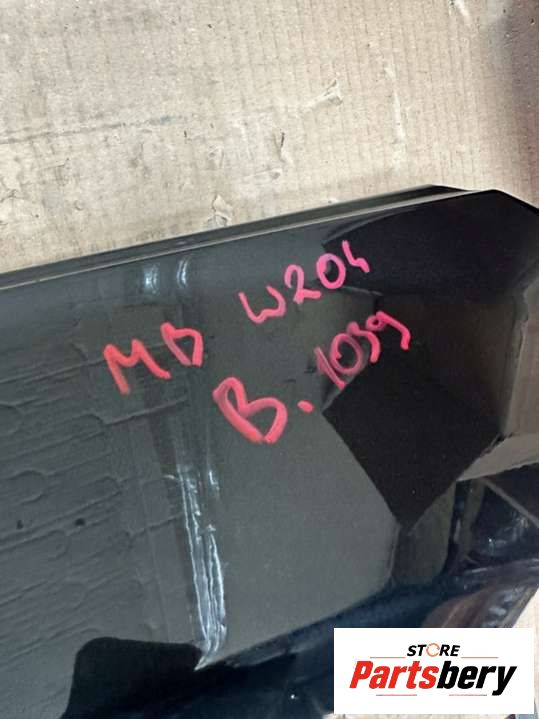 MB W204
B. 1039
STORE
Partsbery